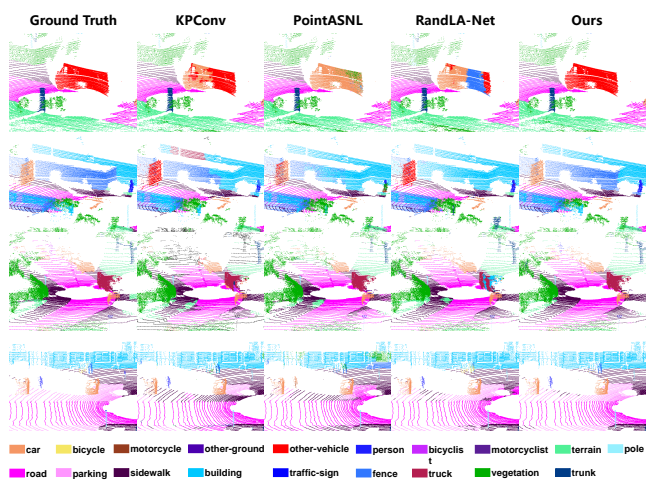 Ground Truth KPConv PointASNL RandLA-Net Ours
car bicycle motorcycle other-ground other-vehicle person bicyclis motorcyclist terrain pole
t
road parking sidewalk building traffic-sign fence truck vegetation trunk